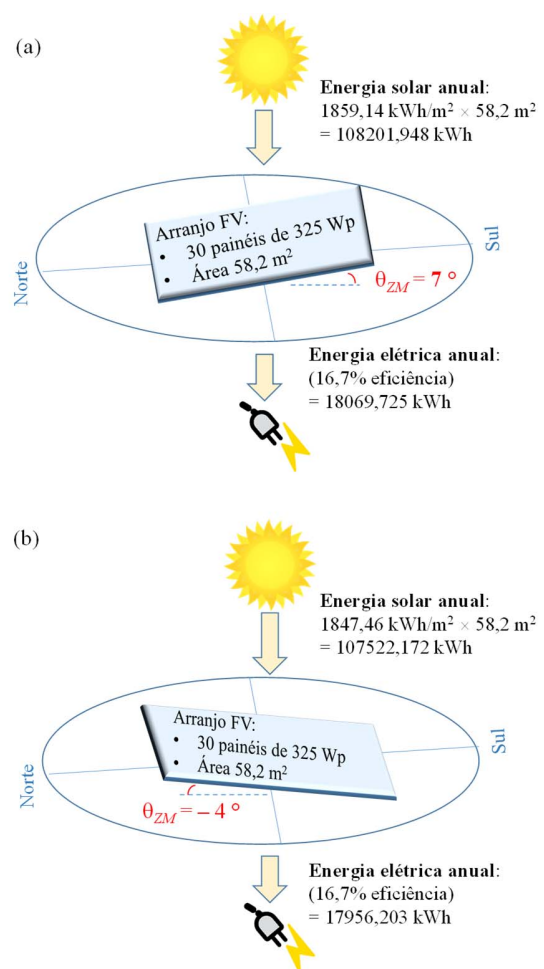 (a)
Energia solar anual:
1859,14 kWh/m² × 58,2 m²
= 108201,948 kWh
Arranjo FV:
• 30 painéis de 325 Wp
• Área 58,2 m²
Norte
Sul
θZM = 7 °
Energia elétrica anual:
(16,7% eficiência)
= 18069,725 kWh
(b)
Energia solar anual:
1847,46 kWh/m² × 58,2 m²
= 107522,172 kWh
Arranjo FV:
• 30 painéis de 325 Wp
• Área 58,2 m²
Norte
Sul
θZM = – 4 °
Energia elétrica anual:
(16,7% eficiência)
= 17956,203 kWh